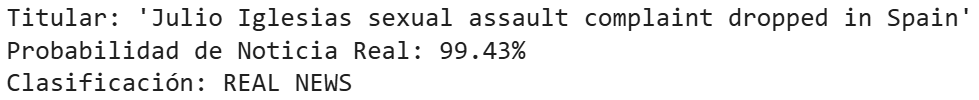 Titular: 'Julio Iglesias sexual assault complaint dropped in Spain'
Probabilidad de Noticia Real: 99.43%
Clasificación: REAL NEWS